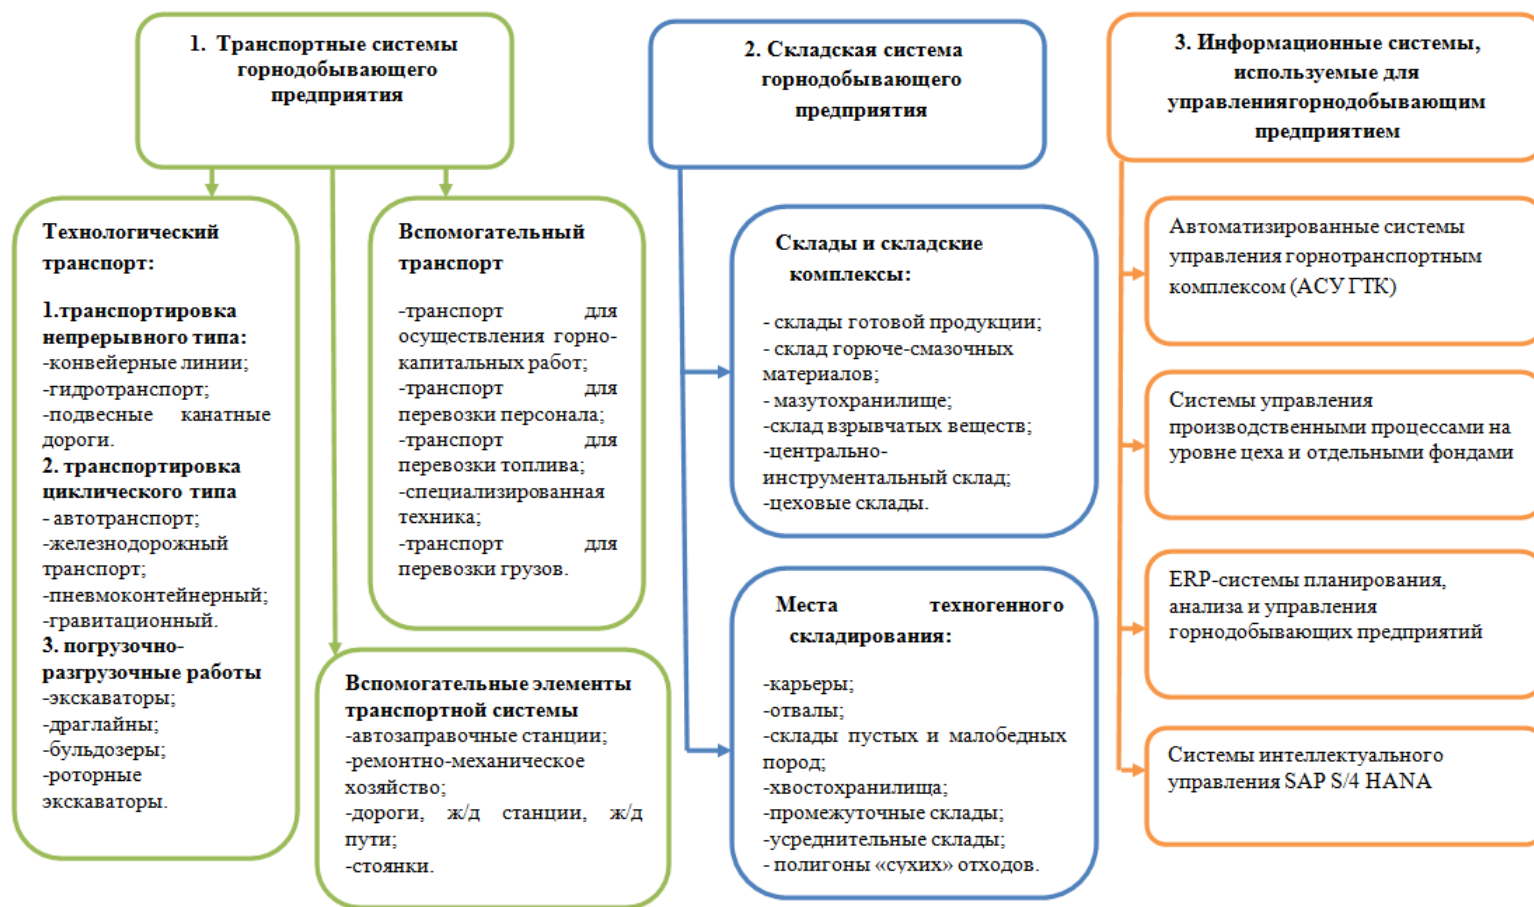 1. Транспортные системы
горнодобывающего
предприятия
Технологический
транспорт:
1.транспортировка
непрерывного типа:
-конвейерные линии;
-гидротранспорт;
-подвесные канатные
дороги.
2. транспортировка
циклического типа
- автотранспорт;
-железнодорожный
транспорт;
-пневмоконтейнерный;
-гравитационный.
3. погрузочно-
разгрузочные работы
-экскаваторы;
-драглайны;
-бульдозеры;
-роторные
экскаваторы.
Вспомогательный
транспорт
-транспорт для
осуществления горно-
капитальных работ;
-транспорт для
перевозки персонала;
-транспорт для
перевозки топлива;
-специализированная
техника;
-транспорт для
перевозки грузов.
Вспомогательные элементы
транспортной системы
-автозаправочные станции;
-ремонтно-механическое
хозяйство;
-дороги, ж/д станции, ж/д
пути;
-стоянки.
2. Складская система
горнодобывающего
предприятия
Склады и складские
комплексы:
- склады готовой продукции;
- склад горюче-смазочных
материалов;
- мазутохранилище;
-склад взрывчатых веществ;
-центрально-
инструментальный склад;
-цеховые склады.
Места техногенного
складирования:
-карьеры;
-отвалы;
-склады пустых и малобедных
пород;
-хвостохранилища;
-промежуточные склады;
-усреднительные склады;
- полигоны «сухих» отходов.
3. Информационные системы,
используемые для
управлениягорнодобывающим
предприятием
Автоматизированные системы
управления горнотранспортным
комплексом (АСУ ГТК)
Системы управления
производственными процессами на
уровне цеха и отдельными фондами
ERP-системы планирования,
анализа и управления
горнодобывающих предприятий
Системы интеллектуального
управления SAP S/4 HANA